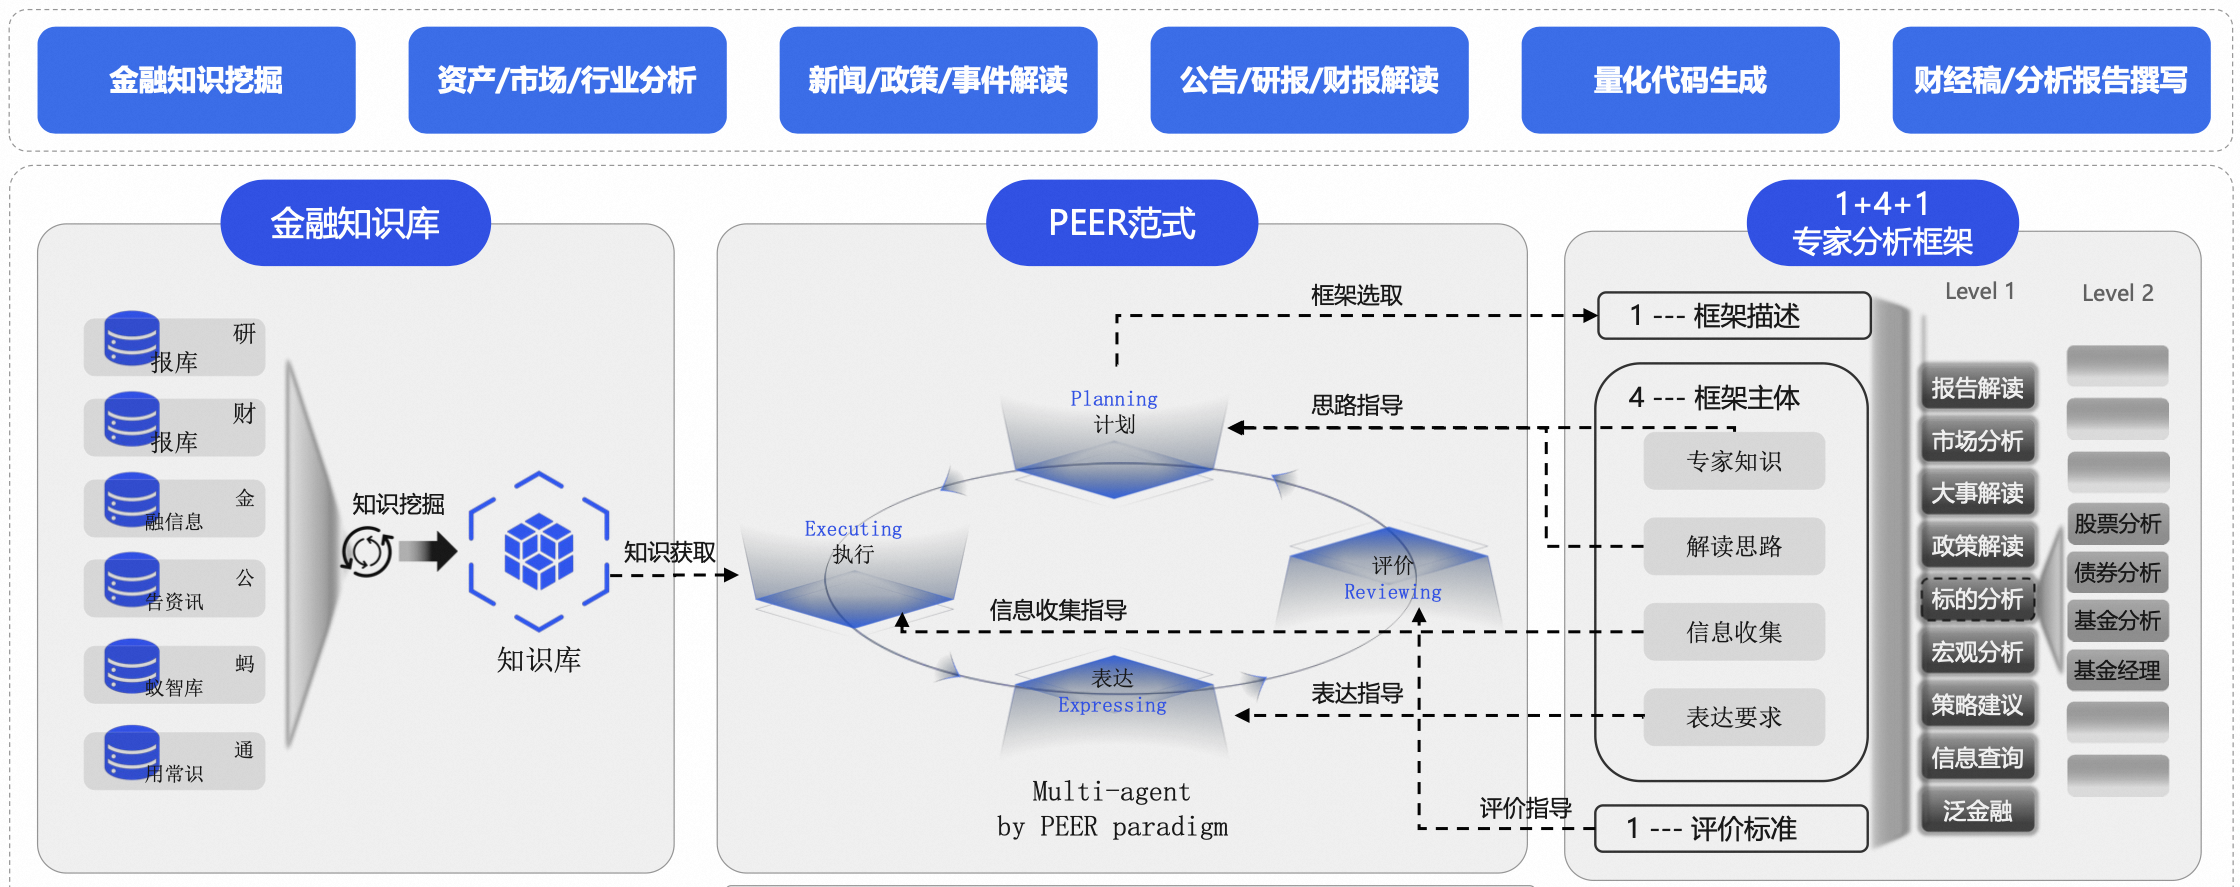 金融知识挖掘
资产/市场/行业分析
新闻/政策/事件解读
公告/研报/财报解读
量化代码生成
财经稿/分析报告撰写
金融知识库
研
报库
财
报库
金
融信息
公
告资讯
蚂
蚁智库
通
用常识
知识挖掘
知识库
知识获取
PEER范式
框架选取
思路指导
Planning
计划
Executing
执行
评价
Reviewing
信息收集指导
表达
Expressing
表达指导
评价指导
Multi-agent
by PEER paradigm
1+4+1
专家分析框架
1 --- 框架描述
4 --- 框架主体
专家知识
解读思路
信息收集
表达要求
1 --- 评价标准
Level 1
报告解读
市场分析
大事解读
政策解读
标的分析
宏观分析
策略建议
信息查询
泛金融
Level 2
股票分析
债券分析
基金分析
基金经理